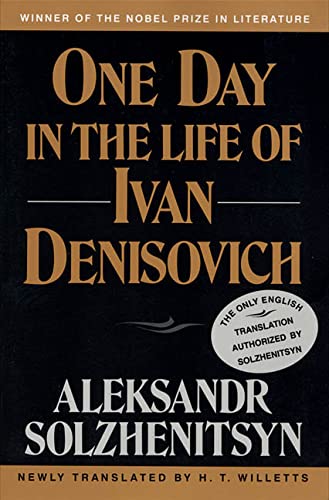 WINNER OF THE NOBEL PRIZE IN LITERATURE
ONE DAY
IN THE LIFE OF
IVAN
DENISOVICH
THE ONLY ENGLISH
TRANSLATION
AUTHORIZED BY
SOLZHENITSYN
ALEKSANDR
SOLZHENITSYN
NEWLY TRANSLATED BY H. T. WILLETTS